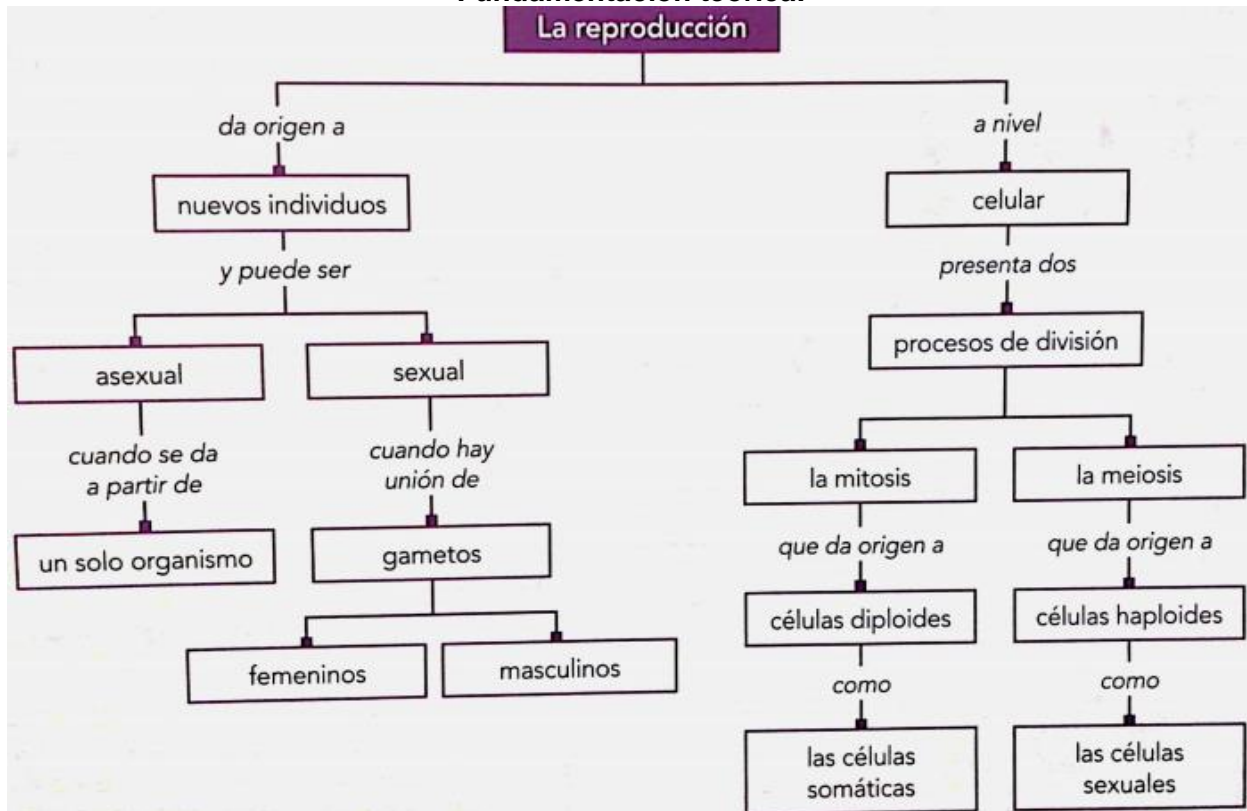 Fundamentación teórica.
La reproducción
da origen a
nuevos individuos
y puede ser
asexual
sexual
cuando se da
a partir de
cuando hay
unión de
un solo organismo
gametos
femeninos
masculinos
a nivel
celular
presenta dos
procesos de división
la mitosis
la meiosis
que da origen a
que da origen a
células diploides
células haploides
como
como
las células
somáticas
las células
sexuales